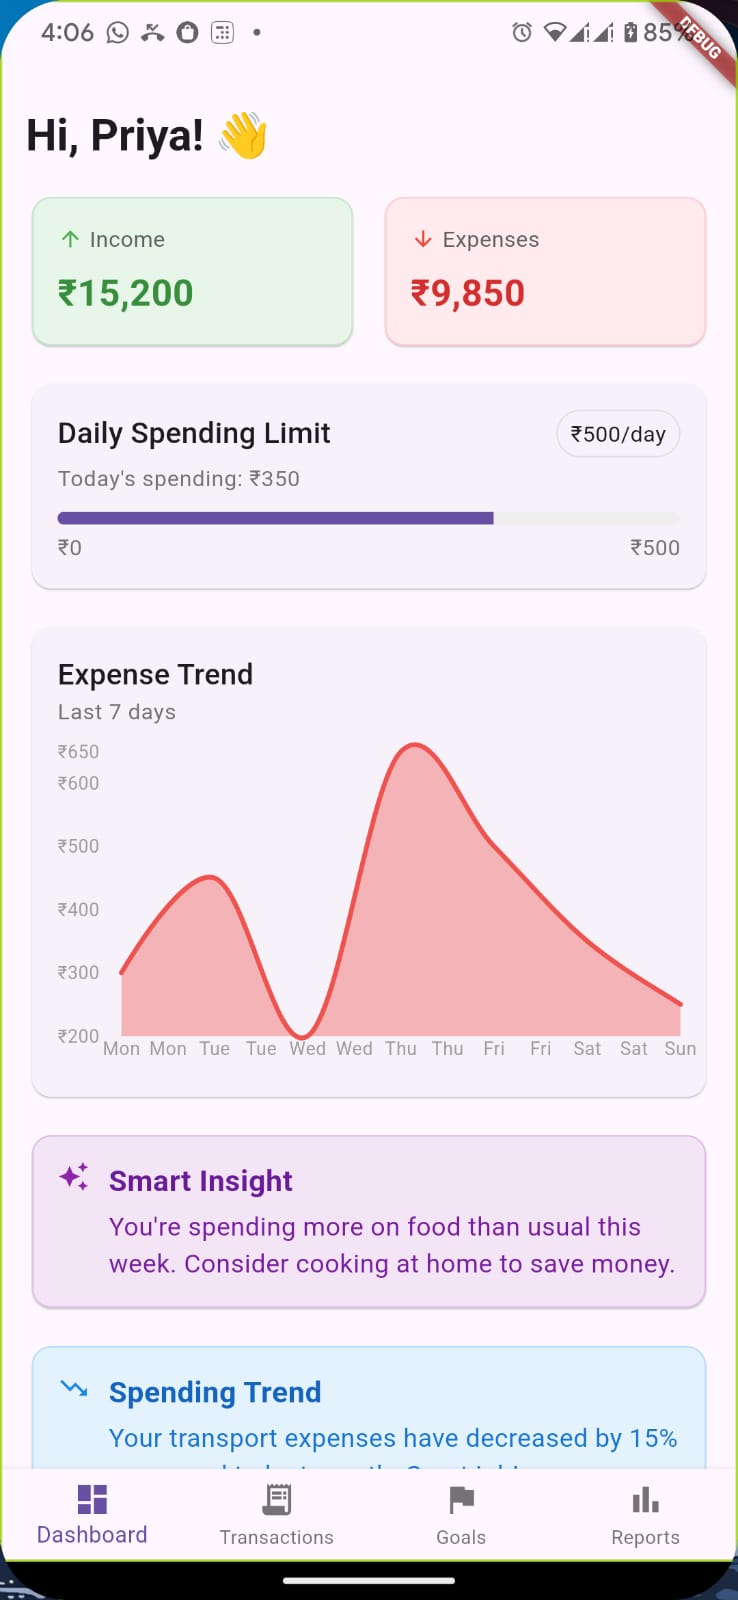 4:06
85%
DEBUG
Hi, Priya! 👋
Income
₹15,200
Expenses
₹9,850
Daily Spending Limit
₹500/day
Today's spending: ₹350
₹0
₹500
Expense Trend
Last 7 days
₹650
₹600
₹500
₹400
₹300
₹200
Mon Mon Tue Tue Wed Wed Thu Thu Fri Fri Sat Sat Sun
Smart Insight
You're spending more on food than usual this
week. Consider cooking at home to save money.
Spending Trend
Your transport expenses have decreased by 15%
Dashboard
Transactions
Goals
Reports